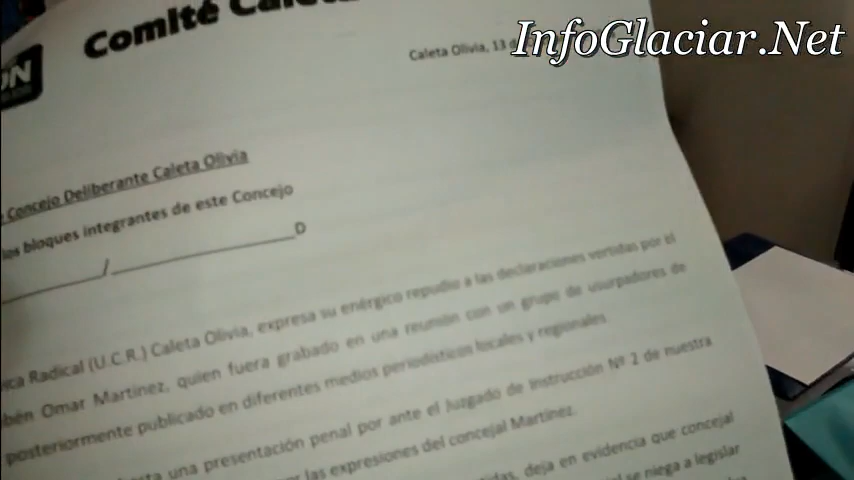 InfoGlaciar.Net
Comité Caleta
ON
Caleta Olivia, 13 d
Concejo Deliberante Caleta Olivia
los bloques integrantes de este Concejo
/ D
ica Radical (U.C.R.) Caleta Olivia, expresa su enérgico repudio a las declaraciones vertidas por el
bén Omar Martinez, quien fuera grabado en una reunión con un grupo de usurpadores de
posteriormente publicado en diferentes medios periodísticos locales y regionales
una presentación penal por ante el Juzgado de Instrucción Nº 2 de nuestra
las expresiones del concejal Martinez.
deja en evidencia que concejal
se niega a legislar